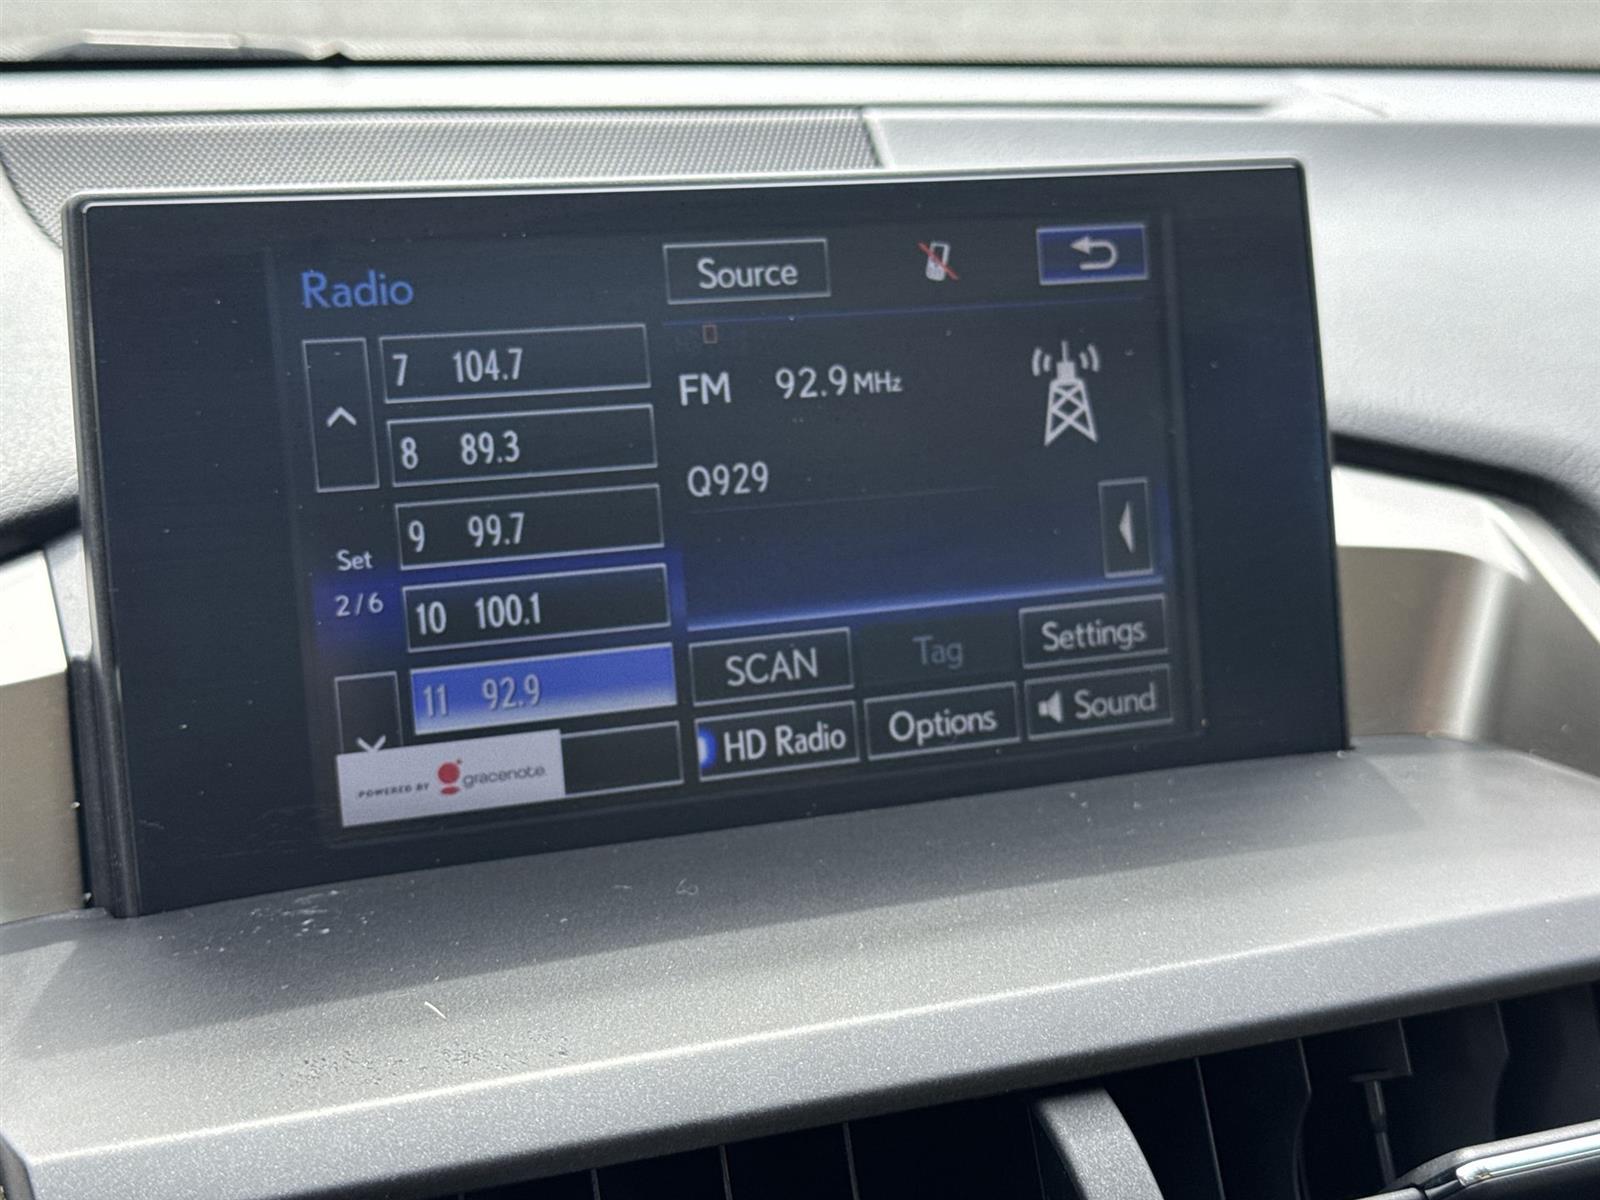 Radio
Source
7 104.7
8 89.3
9 99.7
10 100.1
11 92.9
Set
2/6
POWERED BY gracenote.
FM 92.9 MHz
Q929
SCAN
Tag
Settings
HD Radio
Options
Sound